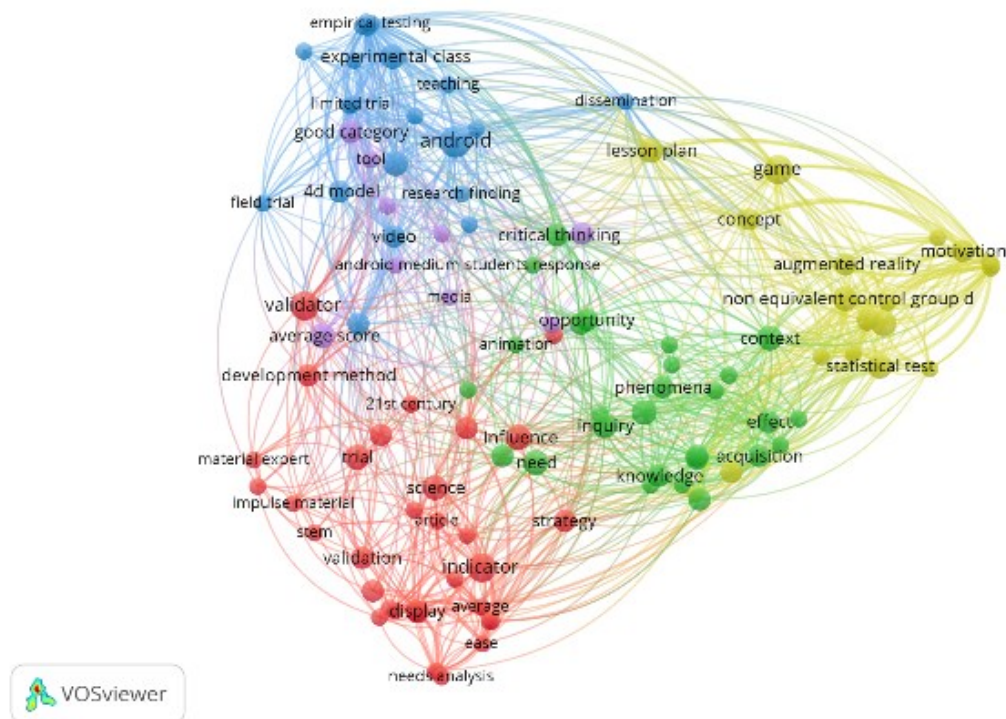 empirical testing
experimental class
teaching
limited trial
dissemination
good category
android
lesson plan
tool
game
4d model
research finding
field trial
concept
video
critical thinking
motivation
android medium
students response
augmented reality
media
validator
non equivalent control group d
opportunity
average score
animation
context
development method
statistical test
phenomena
21st century
effect
influence
inquiry
material expert
trial
need
acquisition
knowledge
science
impulse material
article
strategy
stem
validation
indicator
display
average
ease
needs analysis
VOSviewer